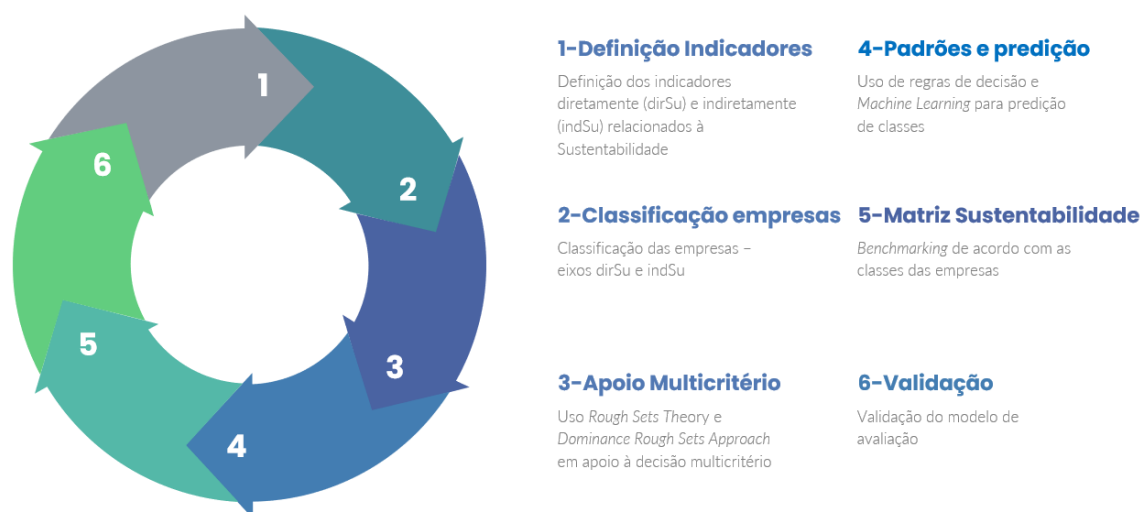 1
2
3
4
5
6
1-Definição Indicadores
Definição dos indicadores
diretamente (dirSu) e indiretamente
(indSu) relacionados à
Sustentabilidade
2-Classificação empresas
Classificação das empresas –
eixos dirSu e indSu
3-Apoio Multicritério
Uso Rough Sets Theory e
Dominance Rough Sets Approach
em apoio à decisão multicritério
4-Padrões e predição
Uso de regras de decisão e
Machine Learning para predição
de classes
5-Matriz Sustentabilidade
Benchmarking de acordo com as
classes das empresas
6-Validação
Validação do modelo de
avaliação